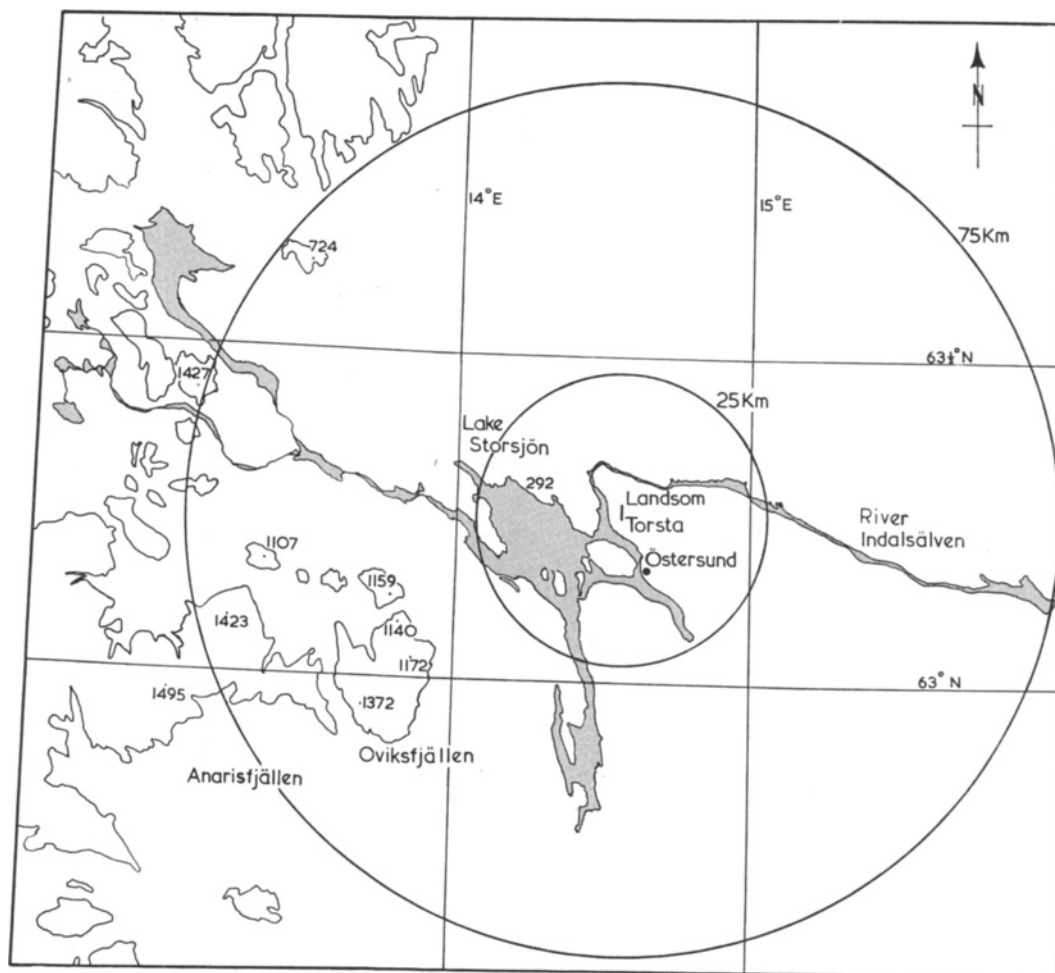 N
14°E
15°E
75Km
724
63½°N
1427
25Km
Lake
Storsjön
292
Landsom
Torsta
River
Indalsälven
Östersund
1107
1159
1423
1140
1172
63° N
1495
1372
Oviksfjällen
Anarisfjällen